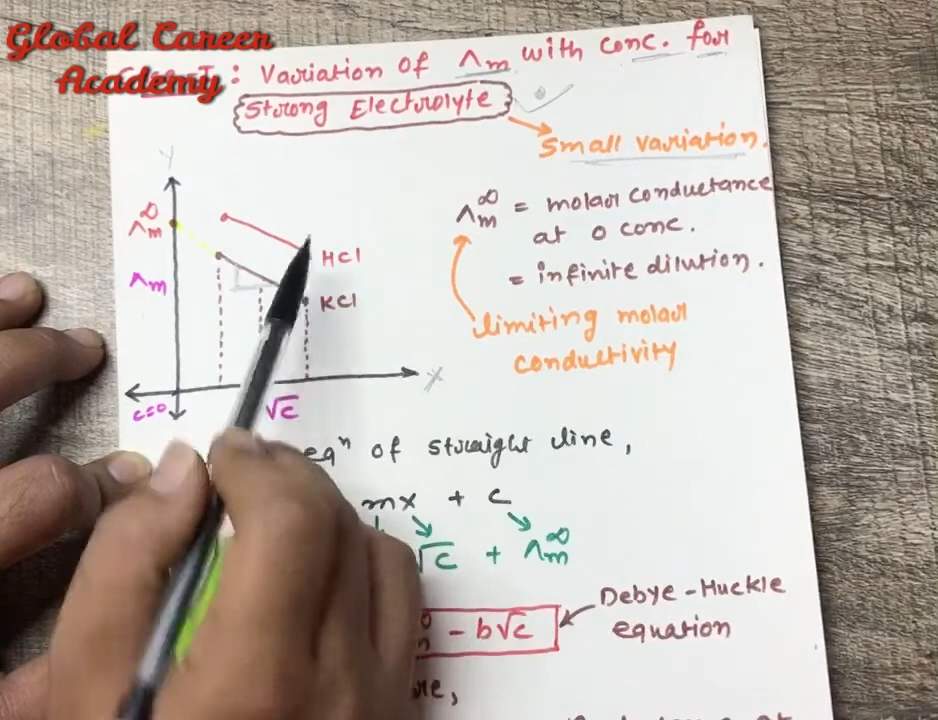 Global Career
Academy
: Variation of Λm with conc. for
Strong Electrolyte
Small variation.
Y
Λm∞
Λm
HCl
KCl
X
c=0
√c
Λm∞ = molar conductance
at 0 conc.
= infinite dilution.
limiting molar
conductivity
eqⁿ of straight line,
mx + c
√c + Λm∞
- b√c
Debye-Huckle
equation